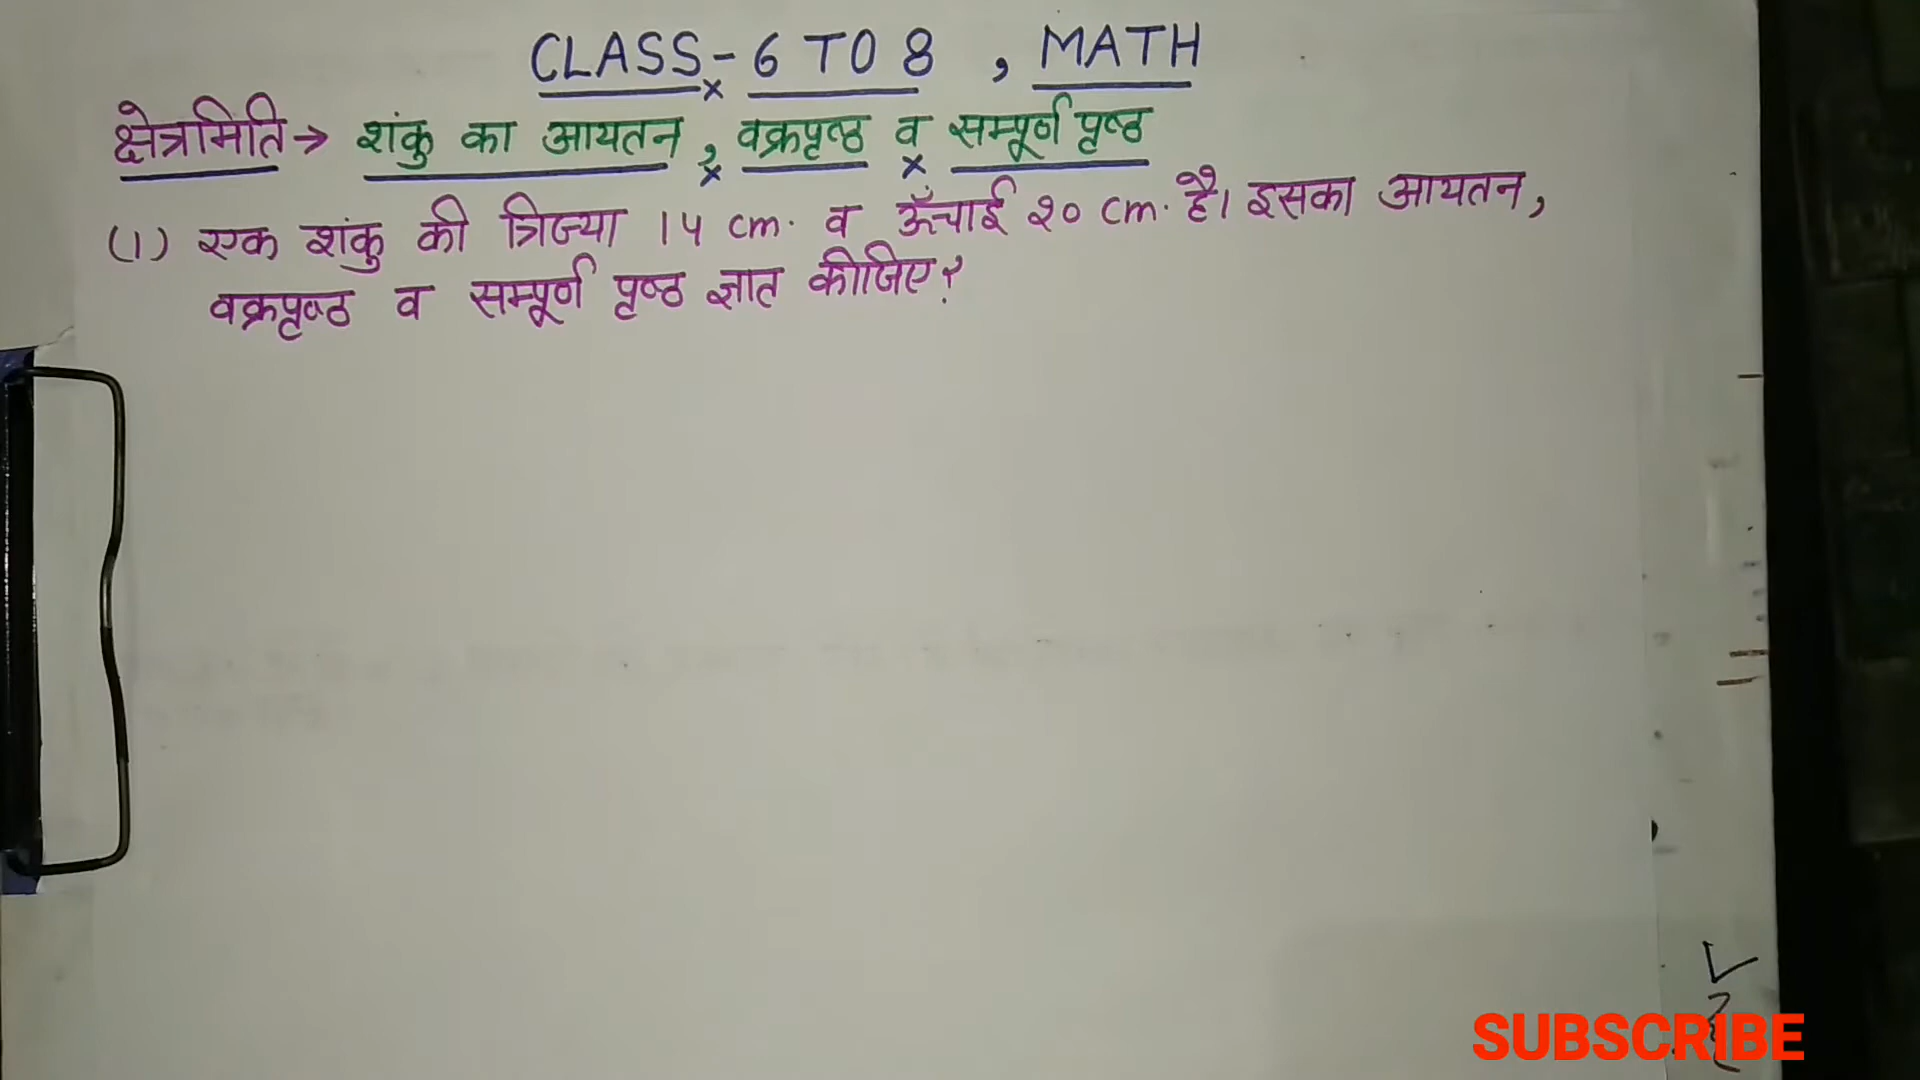 CLASS - 6 TO 8 , MATH
क्षेत्रमिति → शंकु का आयतन , वक्रपृष्ठ व सम्पूर्ण पृष्ठ
(1) एक शंकु की त्रिज्या 14 cm. व ऊँचाई २० cm. है। इसका आयतन,
वक्रपृष्ठ व सम्पूर्ण पृष्ठ ज्ञात कीजिए?
SUBSCRIBE